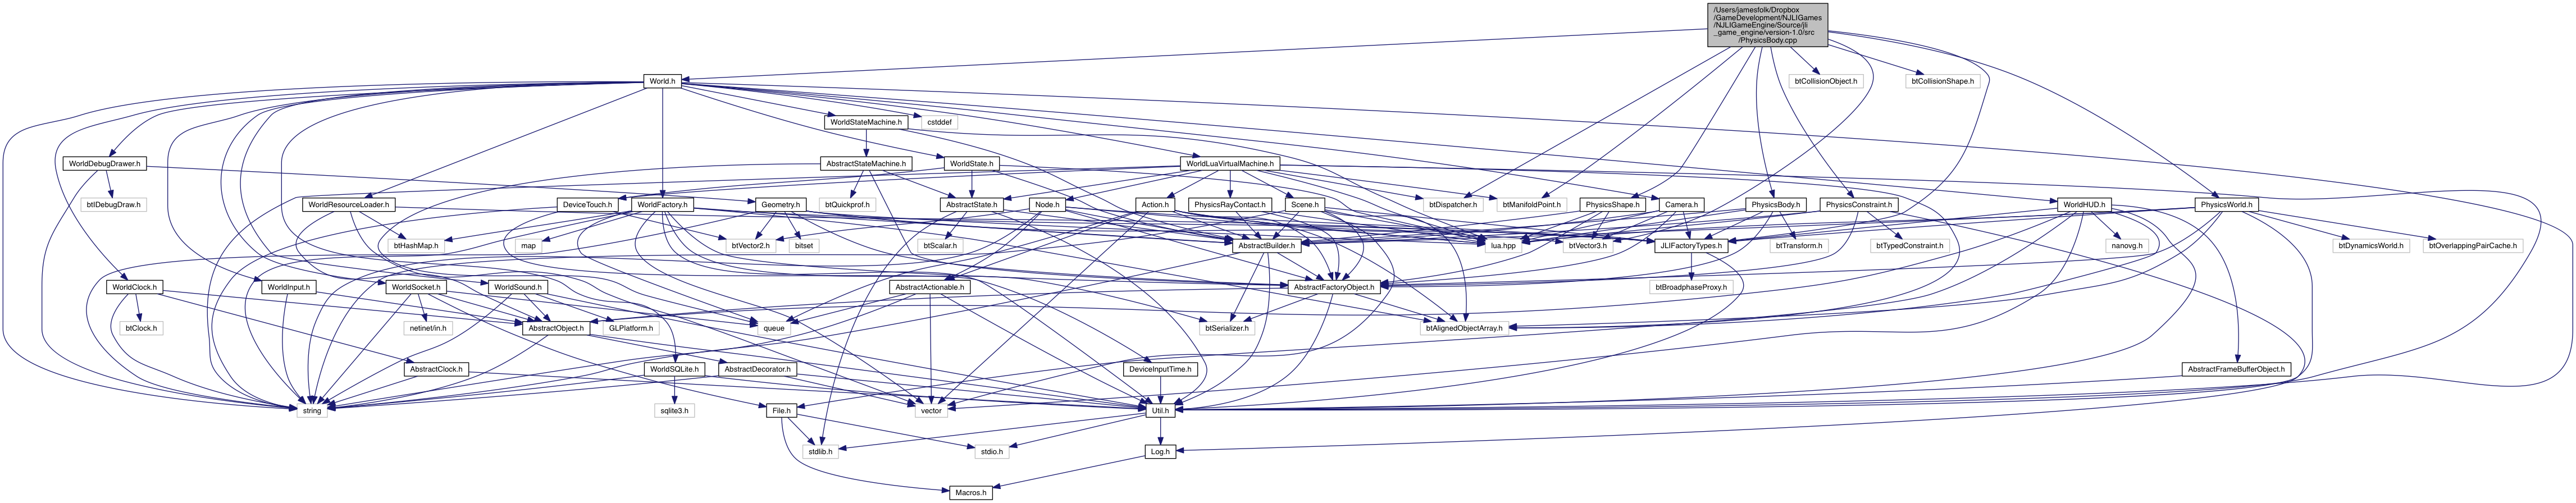 /Users/jamesfolk/Dropbox
/GameDevelopment/NJLIGames
/NJLIGameEngine/Source/jli
_game_engine/version-1.0/src
/PhysicsBody.cpp
World.h
btCollisionObject.h
btCollisionShape.h
WorldStateMachine.h
cstddef
WorldDebugDrawer.h
AbstractStateMachine.h
WorldState.h
WorldLuaVirtualMachine.h
btIDebugDraw.h
WorldResourceLoader.h
DeviceTouch.h
WorldFactory.h
Geometry.h
btQuickprof.h
AbstractState.h
Node.h
Action.h
PhysicsRayContact.h
Scene.h
btDispatcher.h
btManifoldPoint.h
PhysicsShape.h
Camera.h
PhysicsBody.h
PhysicsConstraint.h
WorldHUD.h
PhysicsWorld.h
btHashMap.h
map
btVector2.h
bitset
btScalar.h
AbstractBuilder.h
lua.hpp
btVector3.h
JLIFactoryTypes.h
btTransform.h
btTypedConstraint.h
nanovg.h
btDynamicsWorld.h
btOverlappingPairCache.h
WorldClock.h
WorldInput.h
WorldSocket.h
WorldSound.h
AbstractActionable.h
AbstractFactoryObject.h
btBroadphaseProxy.h
btClock.h
netinet/in.h
AbstractObject.h
GLPlatform.h
queue
btSerializer.h
btAlignedObjectArray.h
AbstractClock.h
WorldSQLite.h
AbstractDecorator.h
DeviceInputTime.h
AbstractFrameBufferObject.h
string
sqlite3.h
File.h
vector
Util.h
stdlib.h
stdio.h
Log.h
Macros.h